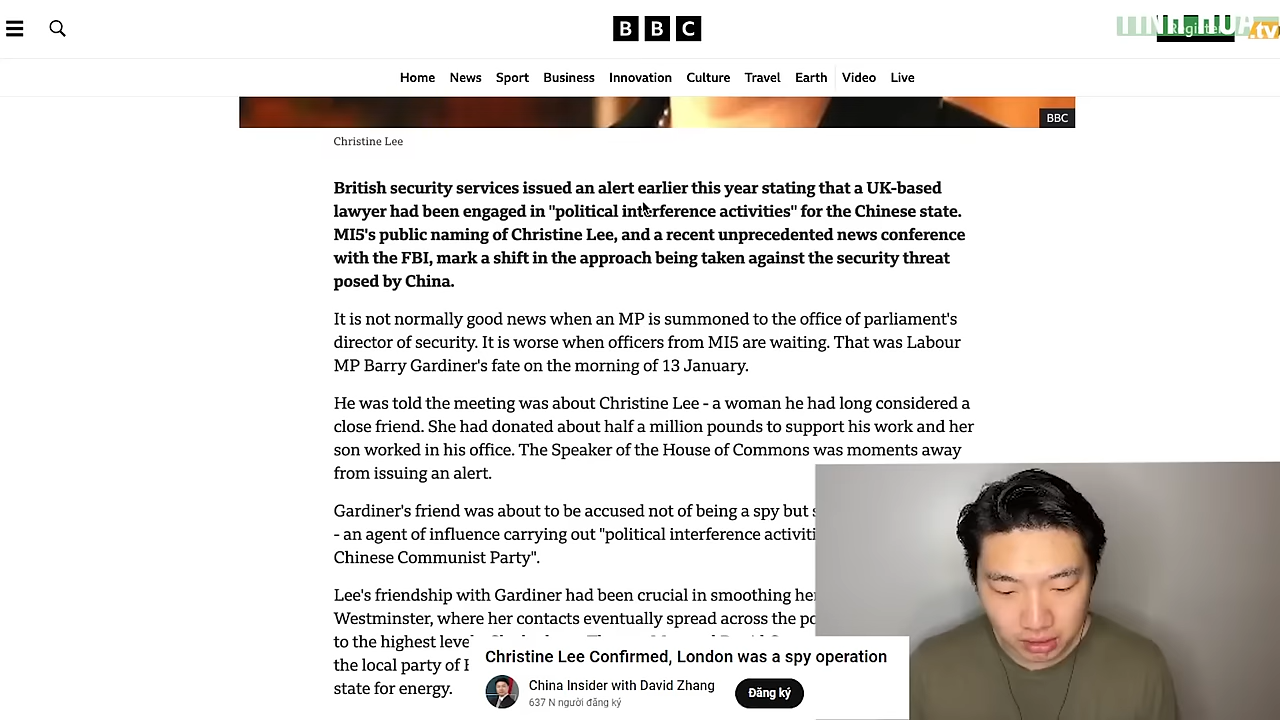 BBC
TINH HOA .tv
Register
Home News Sport Business Innovation Culture Travel Earth Video Live
BBC
Christine Lee
British security services issued an alert earlier this year stating that a UK-based
lawyer had been engaged in "political interference activities" for the Chinese state.
MI5's public naming of Christine Lee, and a recent unprecedented news conference
with the FBI, mark a shift in the approach being taken against the security threat
posed by China.
It is not normally good news when an MP is summoned to the office of parliament's
director of security. It is worse when officers from MI5 are waiting. That was Labour
MP Barry Gardiner's fate on the morning of 13 January.
He was told the meeting was about Christine Lee - a woman he had long considered a
close friend. She had donated about half a million pounds to support his work and her
son worked in his office. The Speaker of the House of Commons was moments away
from issuing an alert.
Gardiner's friend was about to be accused not of being a spy but
- an agent of influence carrying out "political interference
Chinese Communist Party".
Lee's friendship with Gardiner had been crucial in smoothing
Westminster, where her contacts eventually spread across the
to the highest
the local party of
state for energy.
Christine Lee Confirmed, London was a spy operation
China Insider with David Zhang
637 N người đăng ký
Đăng ký